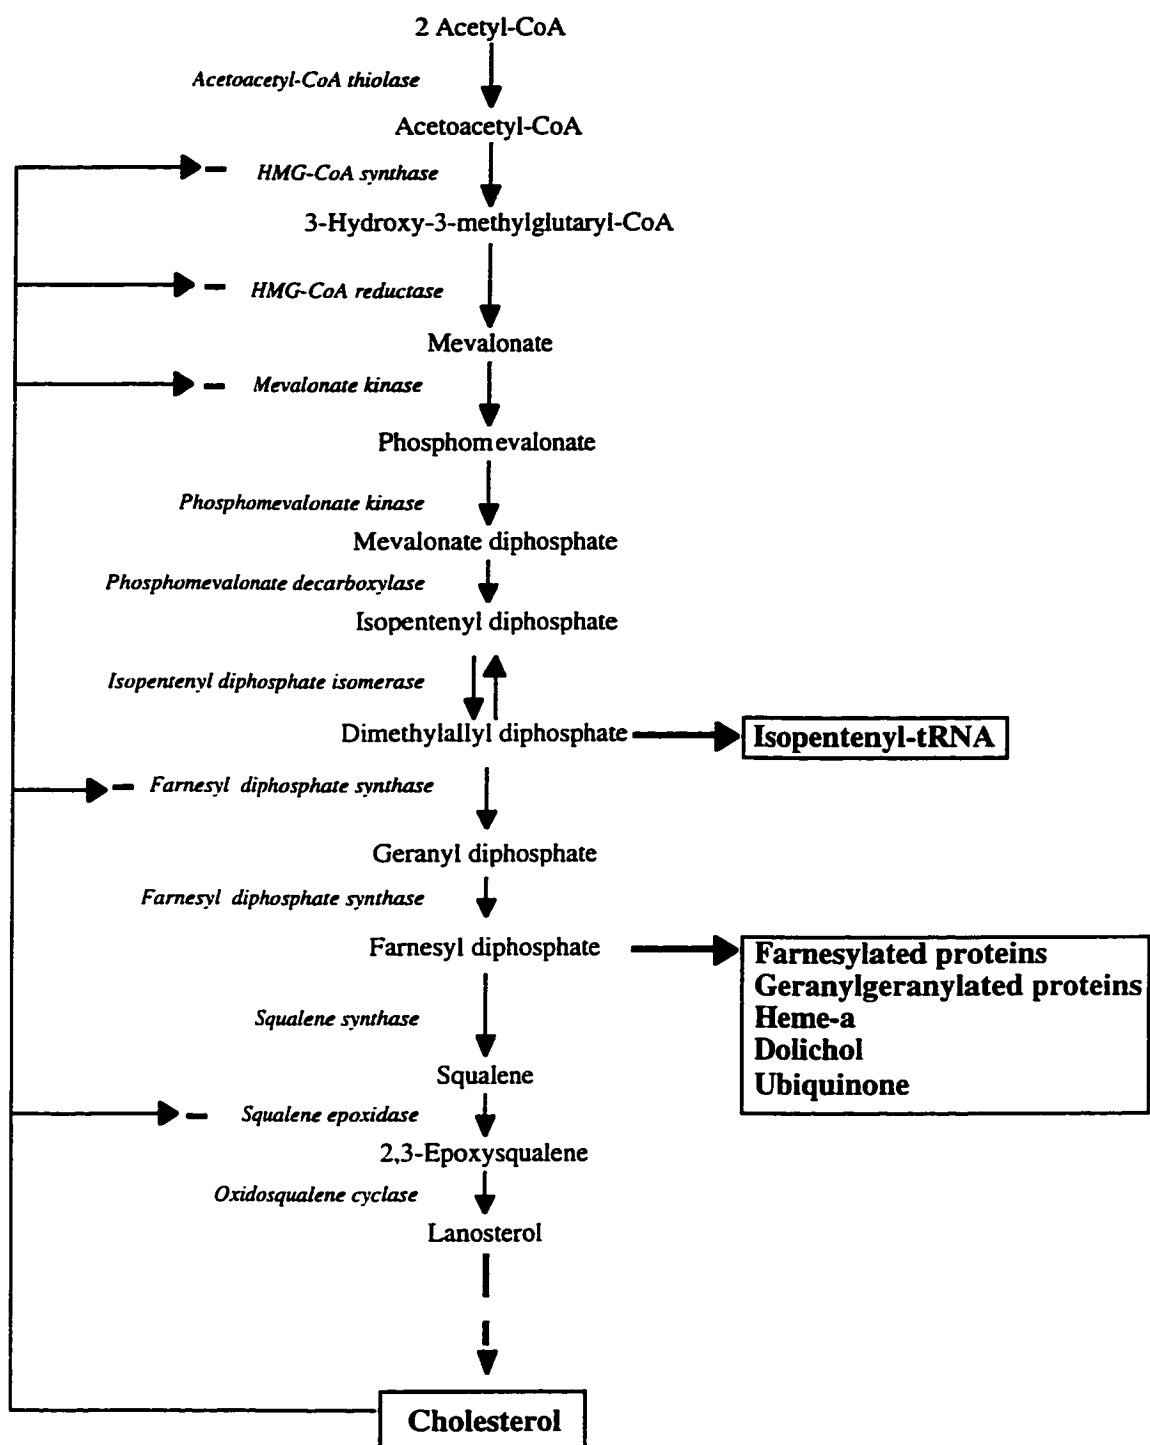 2 Acetyl-CoA
Acetoacetyl-CoA thiolase
Acetoacetyl-CoA
HMG-CoA synthase
3-Hydroxy-3-methylglutaryl-CoA
HMG-CoA reductase
Mevalonate
Mevalonate kinase
Phosphomevalonate
Phosphomevalonate kinase
Mevalonate diphosphate
Phosphomevalonate decarboxylase
Isopentenyl diphosphate
Isopentenyl diphosphate isomerase
Dimethylallyl diphosphate
Isopentenyl-tRNA
Farnesyl diphosphate synthase
Geranyl diphosphate
Farnesyl diphosphate synthase
Farnesyl diphosphate
Farnesylated proteins
Geranylgeranylated proteins
Heme-a
Dolichol
Ubiquinone
Squalene synthase
Squalene
Squalene epoxidase
2,3-Epoxysqualene
Oxidosqualene cyclase
Lanosterol
Cholesterol